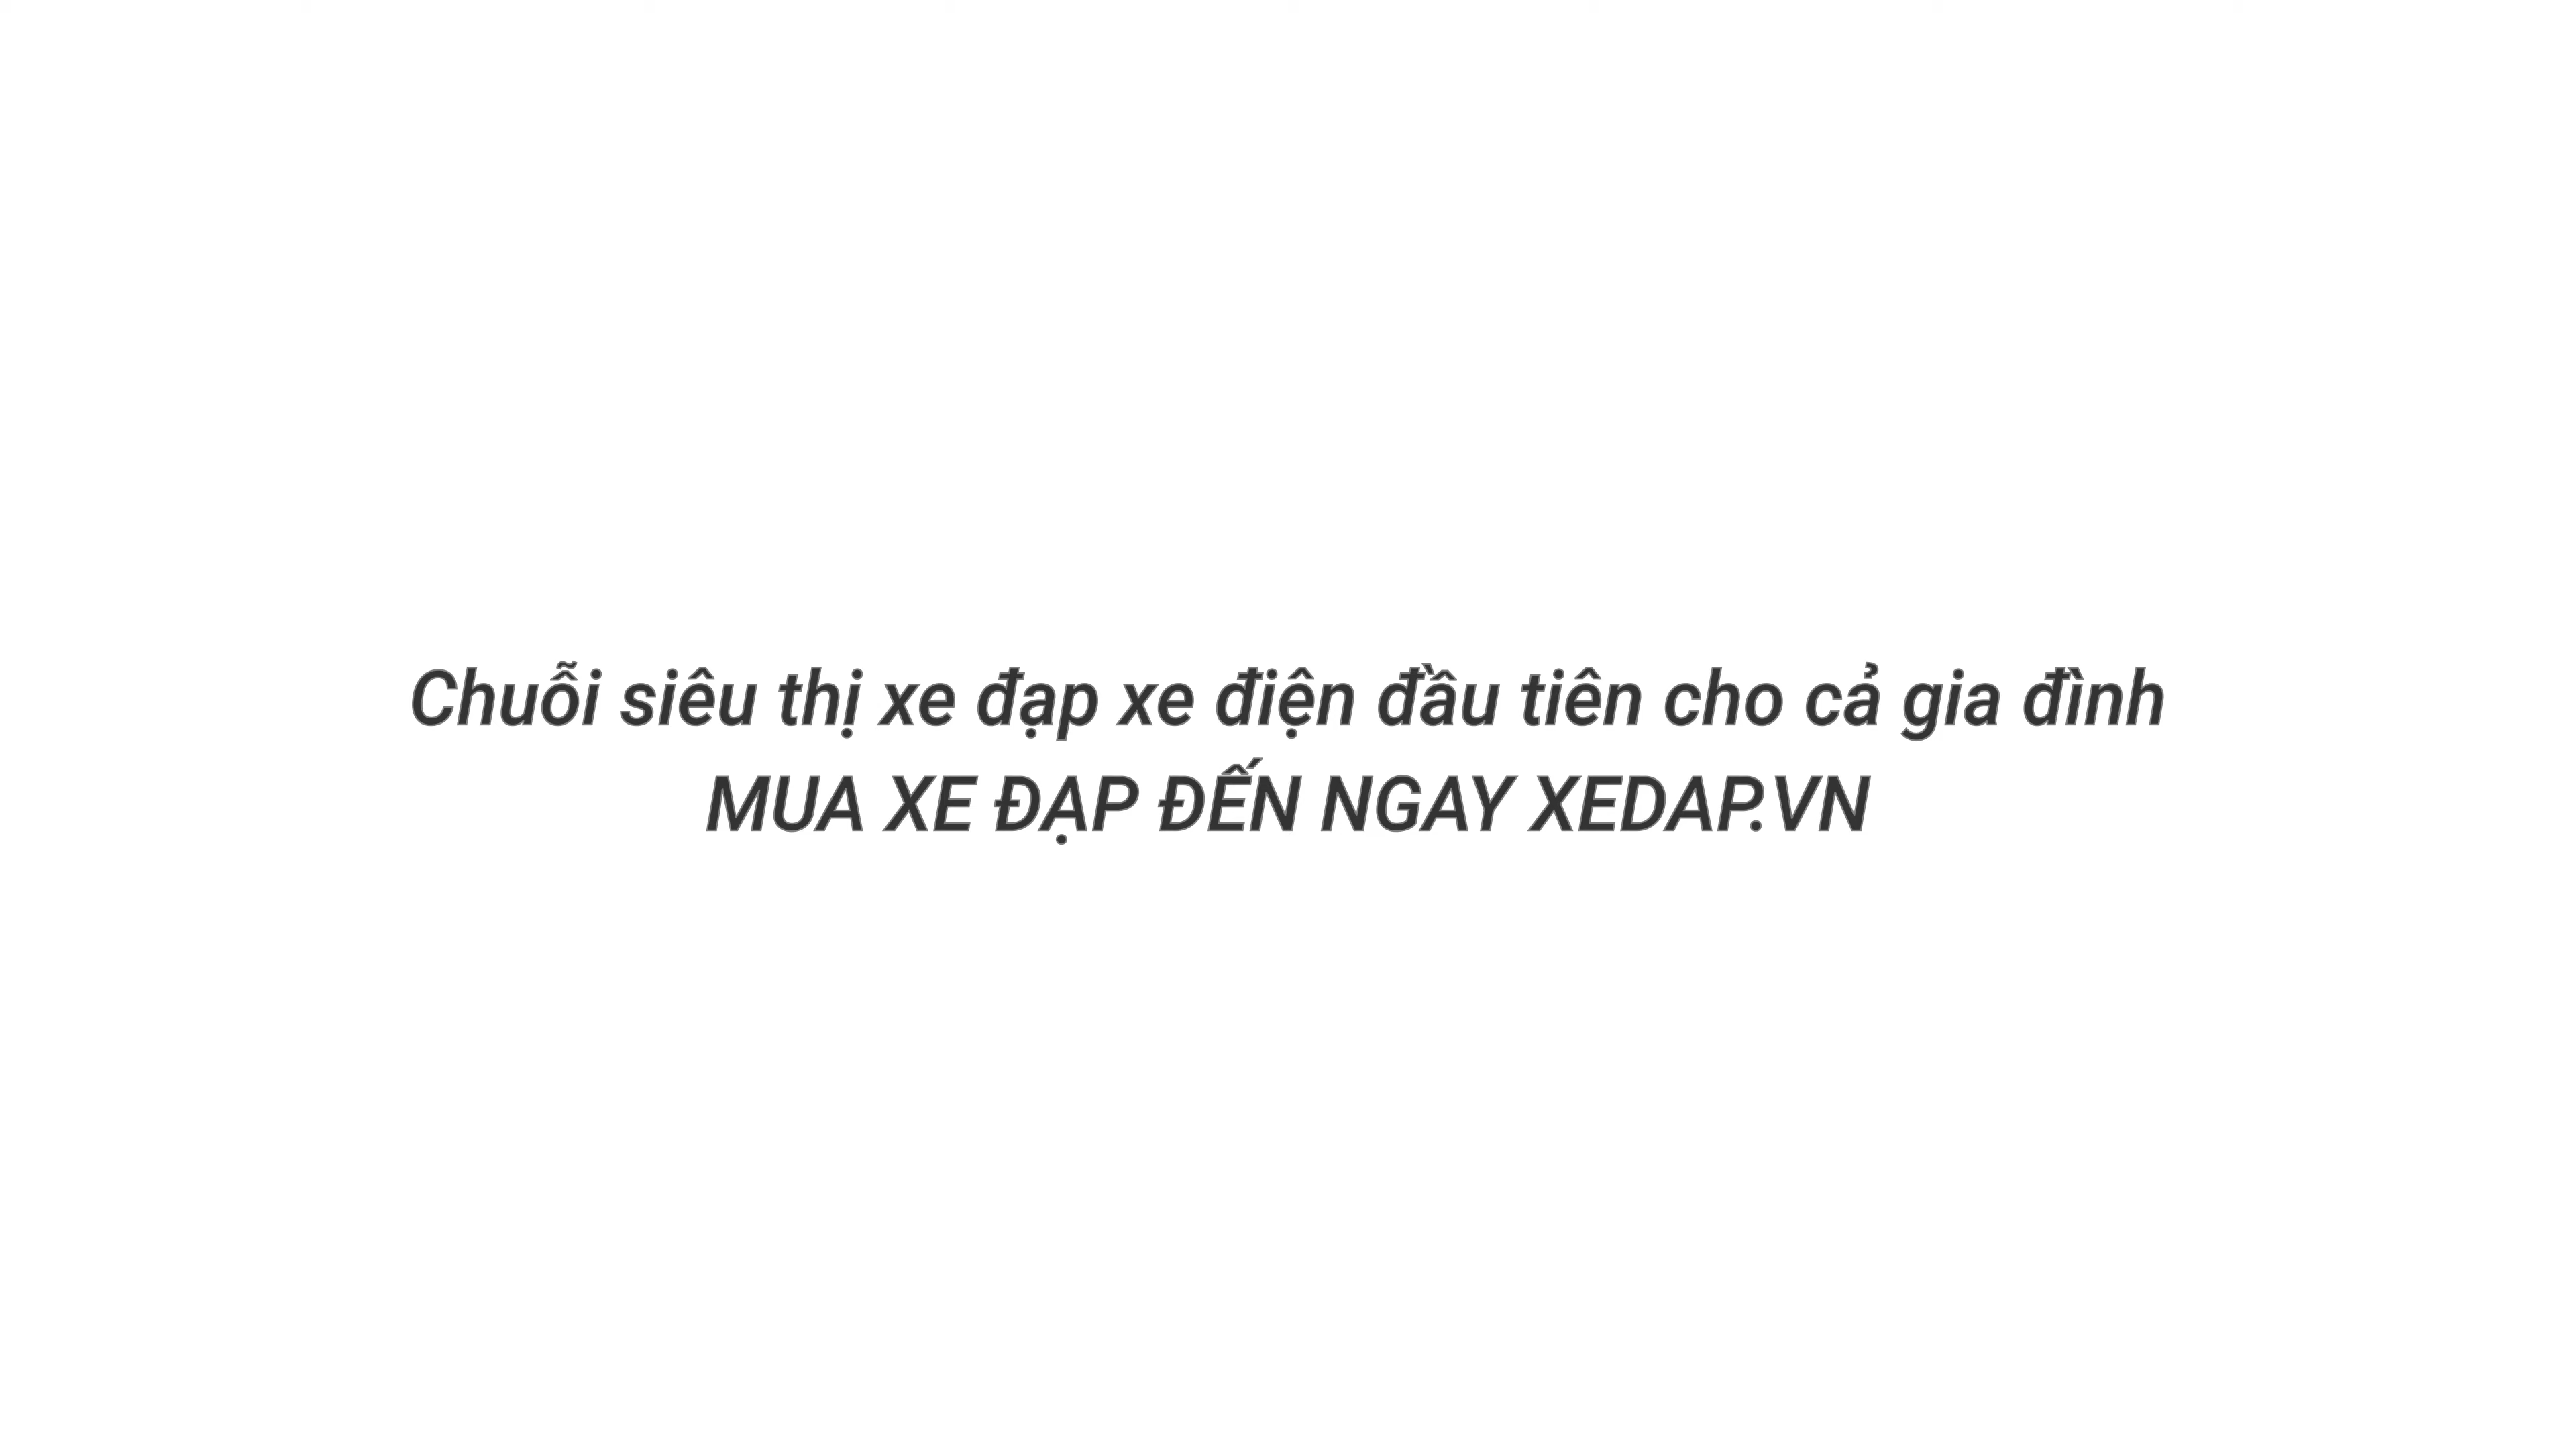 Chuỗi siêu thị xe đạp xe điện đầu tiên cho cả gia đình
MUA XE ĐẠP ĐẾN NGAY XEDAP.VN